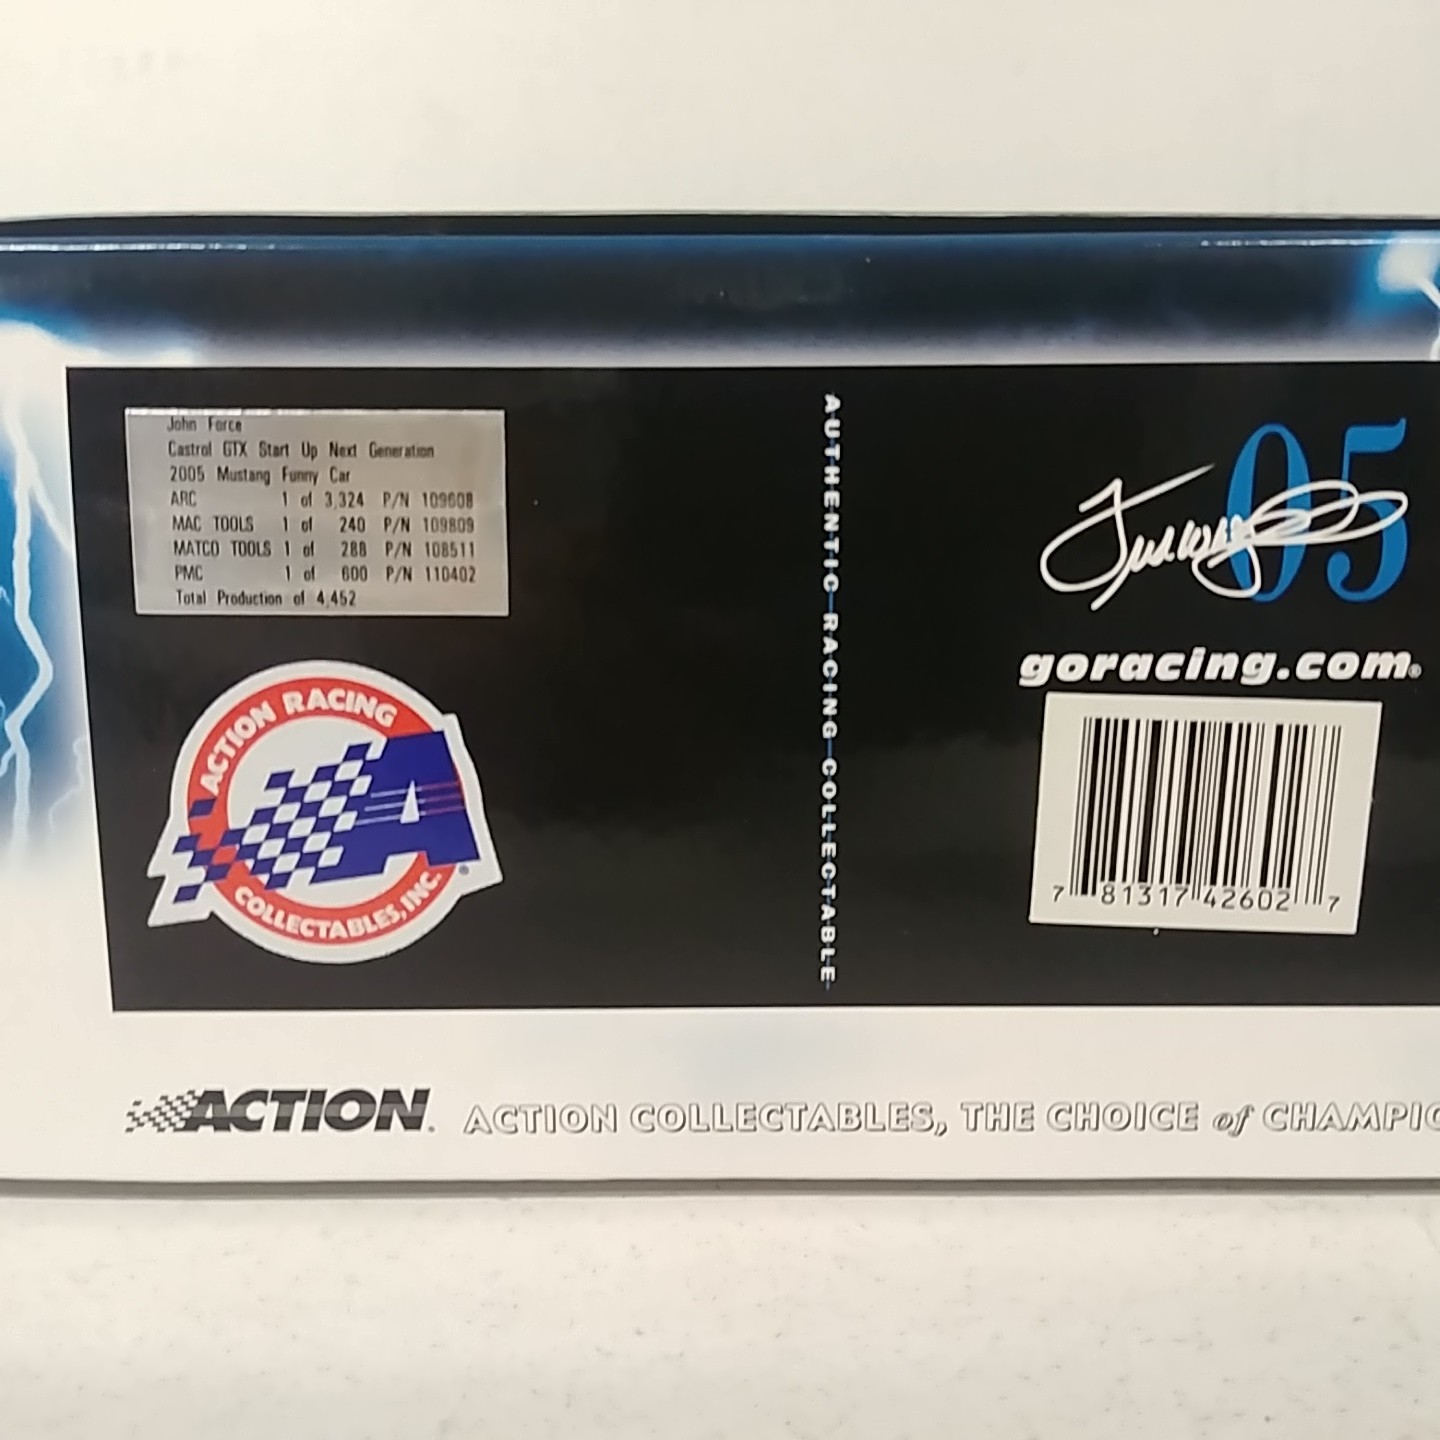 John Force
Castrol GTX Start Up Next Generation
2005 Mustang Funny Car
ARC 1 of 3,324 P/N 109608
MAC TOOLS 1 of 240 P/N 109809
MATCO TOOLS 1 of 288 P/N 108511
PMC 1 of 600 P/N 110402
Total Production of 4,452
ACTION RACING
A
COLLECTABLES, INC.
AUTHENTIC-RACING-COLLECTABLE-
05
goracing.com
7 81317 42602 7
ACTION ACTION COLLECTABLES, THE CHOICE of CHAMPIO